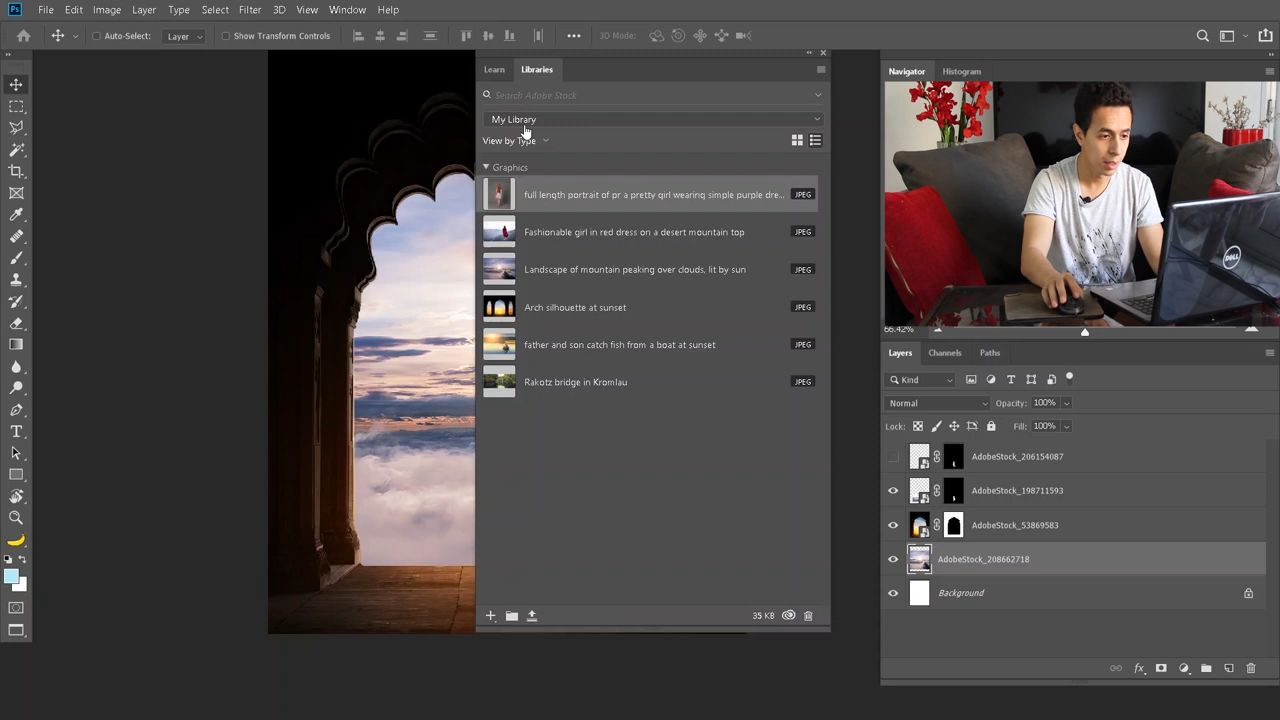 Ps File Edit Image Layer Type Select Filter 3D View Window Help
Auto-Select: Layer Show Transform Controls 3D Mode:
Learn Libraries
Search Adobe Stock
My Library
View by Type
Graphics
full length portrait of pr a pretty girl wearing simple purple dre... JPEG
Fashionable girl in red dress on a desert mountain top JPEG
Landscape of mountain peaking over clouds, lit by sun JPEG
Arch silhouette at sunset JPEG
father and son catch fish from a boat at sunset JPEG
Rakotz bridge in Kromlau JPEG
35 KB
Navigator Histogram
DELL
66.42%
Layers Channels Paths
Kind
Normal Opacity: 100%
Lock: Fill: 100%
AdobeStock_206154087
AdobeStock_198711593
AdobeStock_53869583
AdobeStock_208662718
Background
fx